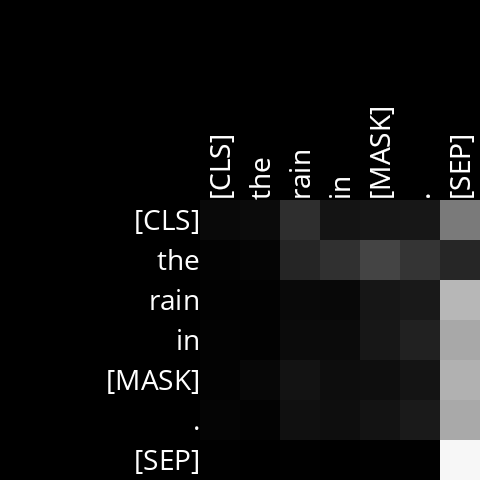 [CLS] the rain in [MASK] . [SEP]
[CLS]
the
rain
in
[MASK]
.
[SEP]